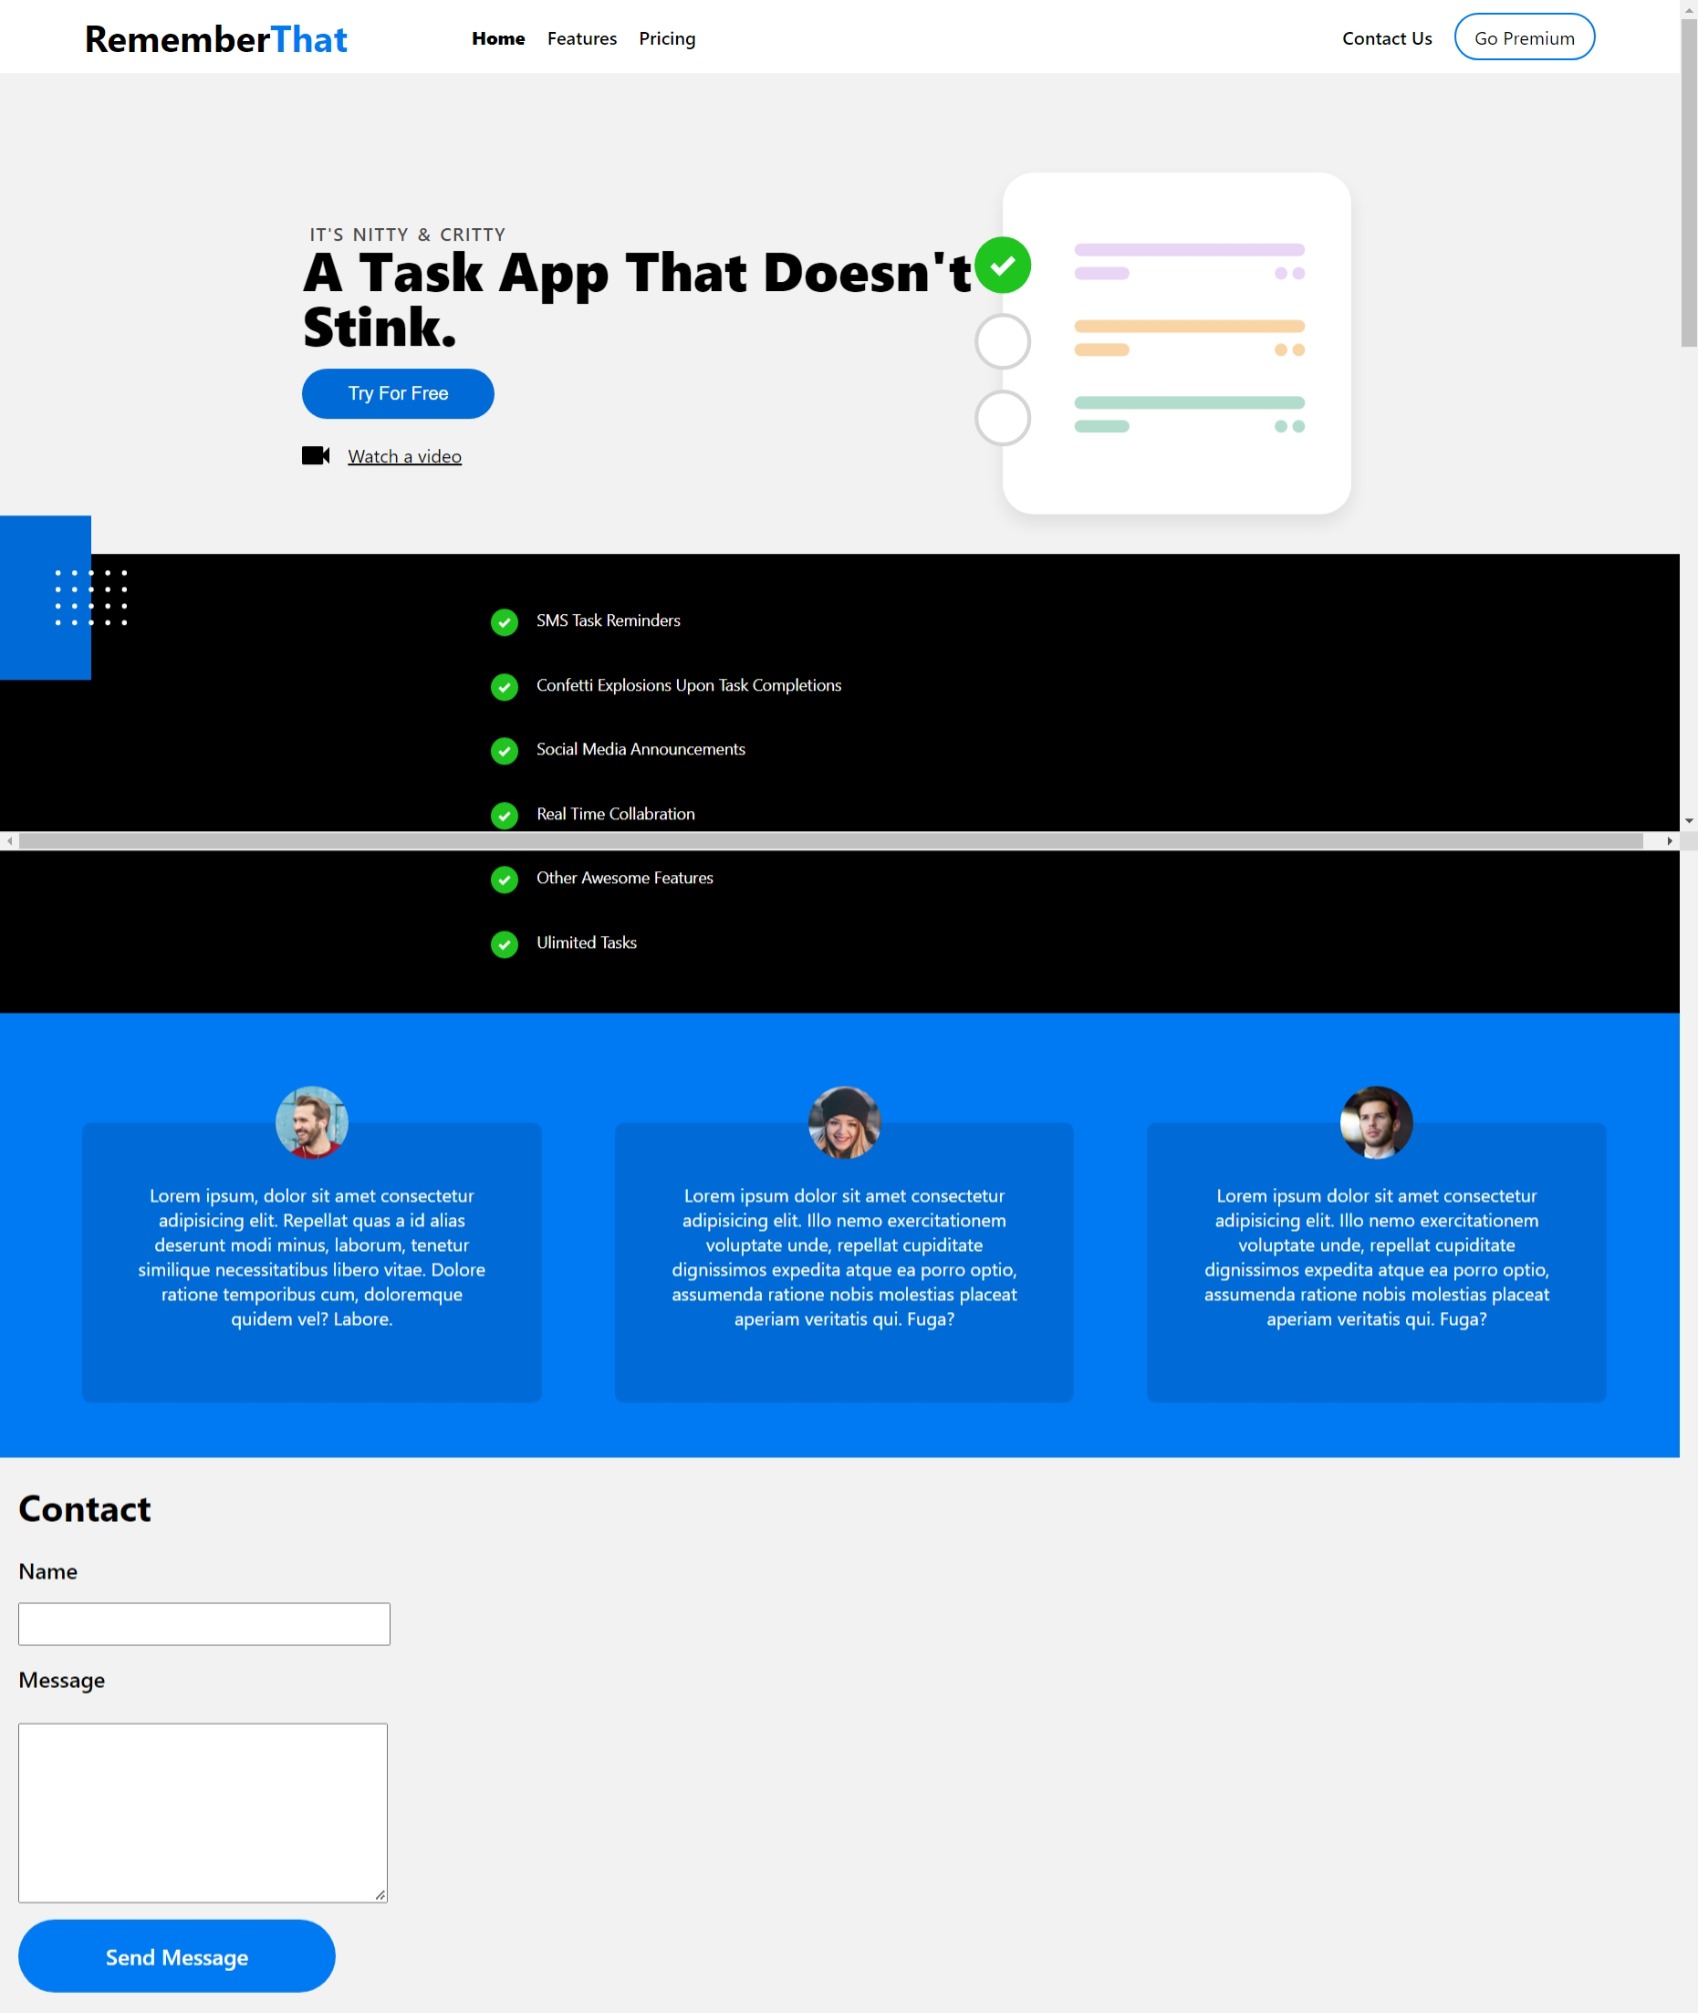 RememberThat
Home Features Pricing
Contact Us Go Premium
IT'S NITTY & CRITTY
A Task App That Doesn't
Stink.
Try For Free
Watch a video
SMS Task Reminders
Confetti Explosions Upon Task Completions
Social Media Announcements
Real Time Collabration
Other Awesome Features
Ulimited Tasks
Lorem ipsum, dolor sit amet consectetur
adipisicing elit. Repellat quas a id alias
deserunt modi minus, laborum, tenetur
similique necessitatibus libero vitae. Dolore
ratione temporibus cum, doloremque
quidem vel? Labore.
Lorem ipsum dolor sit amet consectetur
adipisicing elit. Illo nemo exercitationem
voluptate unde, repellat cupiditate
dignissimos expedita atque ea porro optio,
assumenda ratione nobis molestias placeat
aperiam veritatis qui. Fuga?
Lorem ipsum dolor sit amet consectetur
adipisicing elit. Illo nemo exercitationem
voluptate unde, repellat cupiditate
dignissimos expedita atque ea porro optio,
assumenda ratione nobis molestias placeat
aperiam veritatis qui. Fuga?
Contact
Name
Message
Send Message